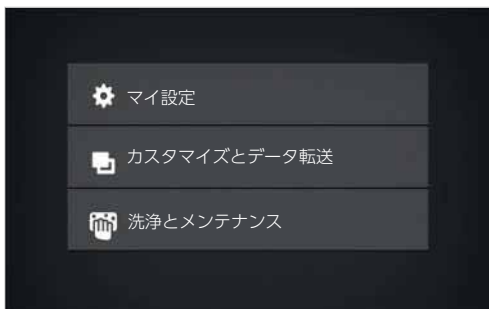 マイ設定
カスタマイズとデータ転送
洗浄とメンテナンス